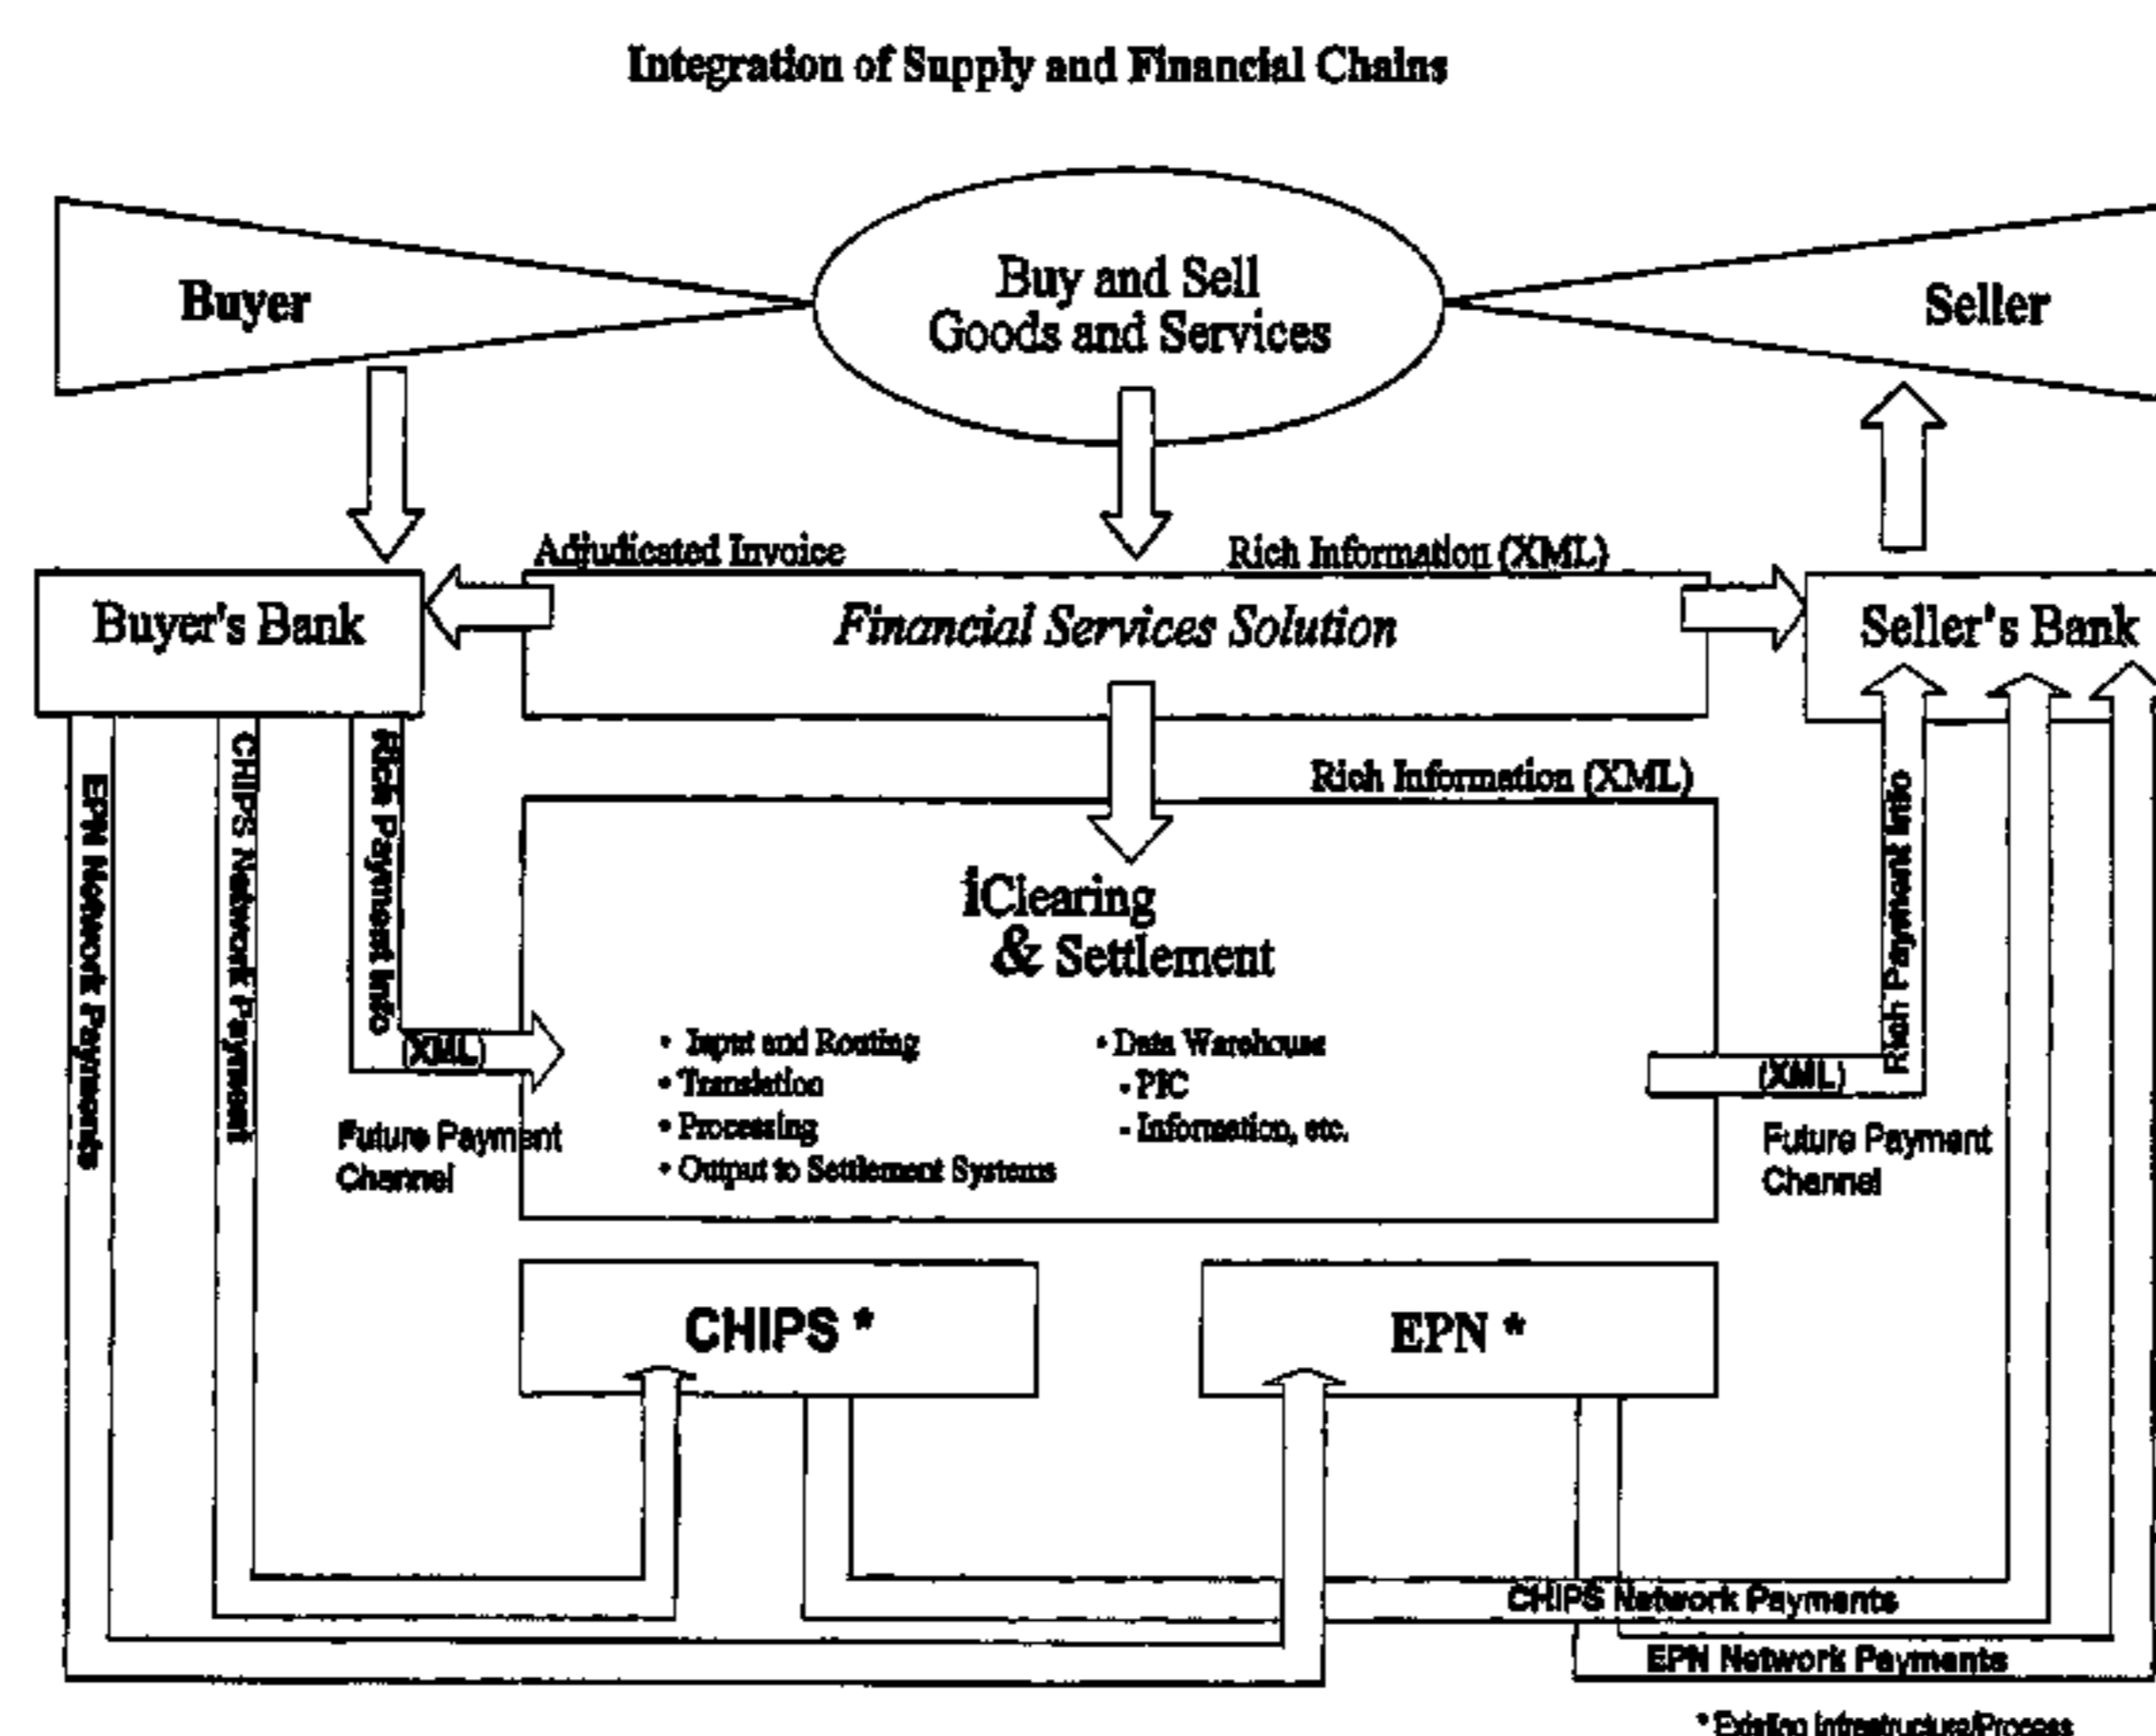 Integration of Supply and Financial Chains
Buyer
Buy and Sell
Goods and Services
Seller
Adjudicated Invoice
Rich Information (XML)
Buyer's Bank
Financial Services Solution
Seller's Bank
Rich Information (XML)
EPN Network Payments
CHIPS Network Payment
Rich Payment Info
(XML)
Future Payment
Channel
iClearing
& Settlement
• Input and Routing
• Translation
• Processing
• Output to Settlement Systems
• Data Warehouse
- PIC
- Information, etc.
Rich Payment Info
(XML)
Future Payment
Channel
CHIPS *
EPN *
CHIPS Network Payments
EPN Network Payments
* Existing Infrastructure/Process